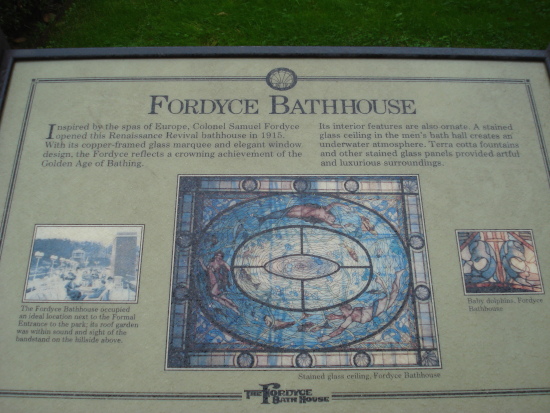 FORDYCE BATHHOUSE
Inspired by the spas of Europe, Colonel Samuel Fordyce
opened this Renaissance Revival bathhouse in 1915.
With its copper-framed glass marquee and elegant window
design, the Fordyce reflects a crowning achievement of the
Golden Age of Bathing.
Its interior features are also ornate. A stained
glass ceiling in the men's bath hall creates an
underwater atmosphere. Terra cotta fountains
and other stained glass panels provided artful
and luxurious surroundings.
The Fordyce Bathhouse occupied
an ideal location next to the Formal
Entrance to the park; its roof garden
was within sound and sight of the
bandstand on the hillside above.
Stained glass ceiling, Fordyce Bathhouse
Baby dolphins, Fordyce
Bathhouse
THE FORDYCE
BATH HOUSE